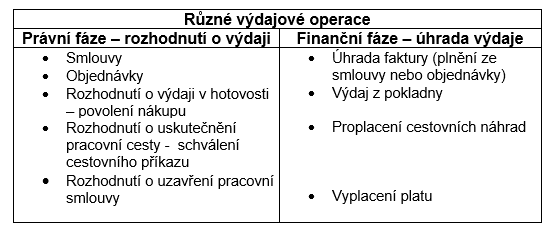 Různé výdajové operace
Právní fáze – rozhodnutí o výdaji
Finanční fáze – úhrada výdaje
• Smlouvy
• Objednávky
• Rozhodnutí o výdaji v hotovosti
– povolení nákupu
• Rozhodnutí o uskutečnění
pracovní cesty - schválení
cestovního příkazu
• Rozhodnutí o uzavření pracovní
smlouvy
• Úhrada faktury (plnění ze
smlouvy nebo objednávky)
• Výdaj z pokladny
• Proplacení cestovních náhrad
• Vyplacení platu